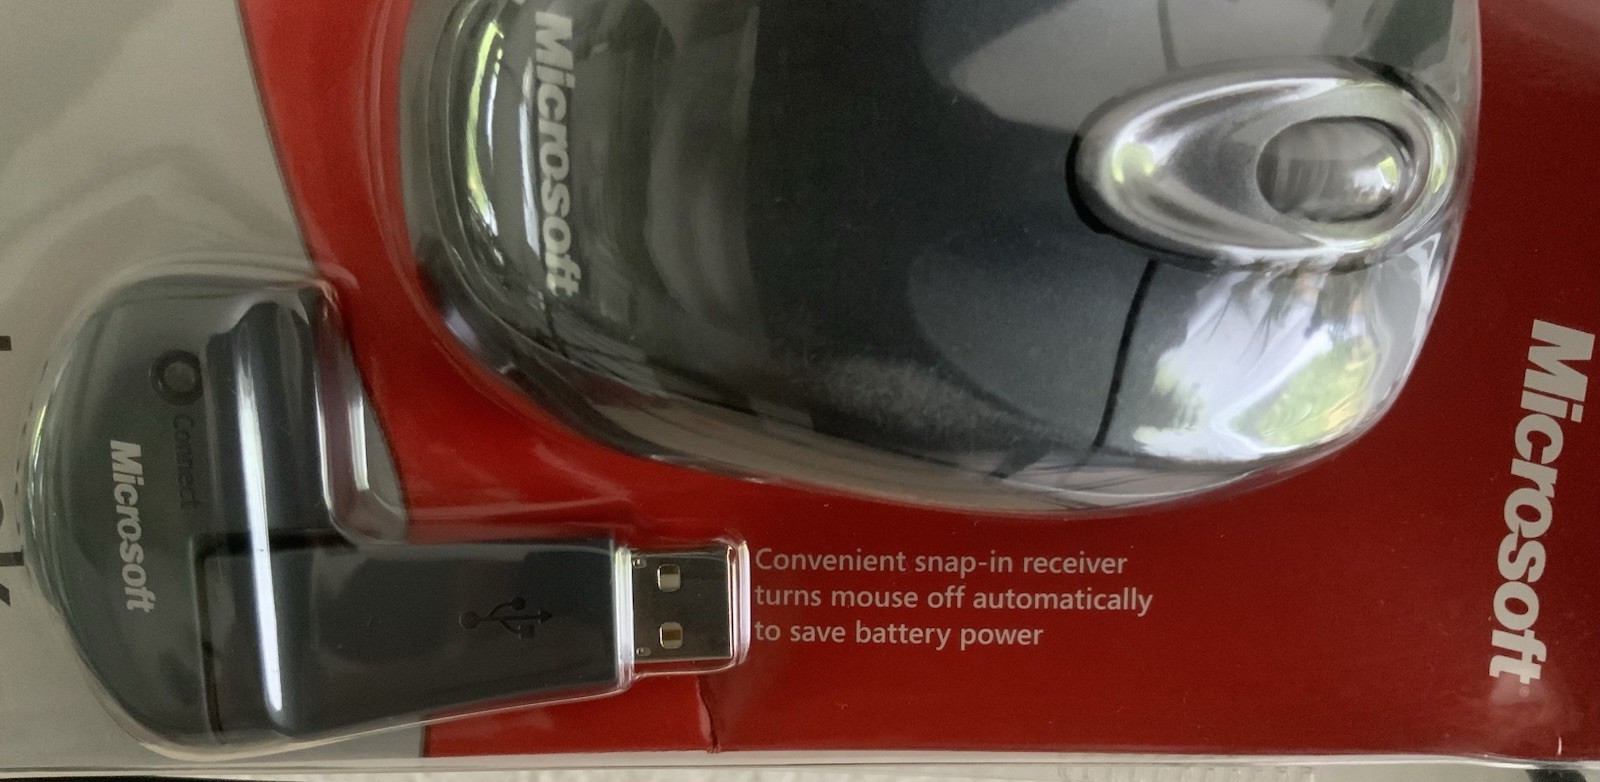 Microsoft
Connect
Microsoft
Convenient snap-in receiver
turns mouse off automatically
to save battery power
Microsoft